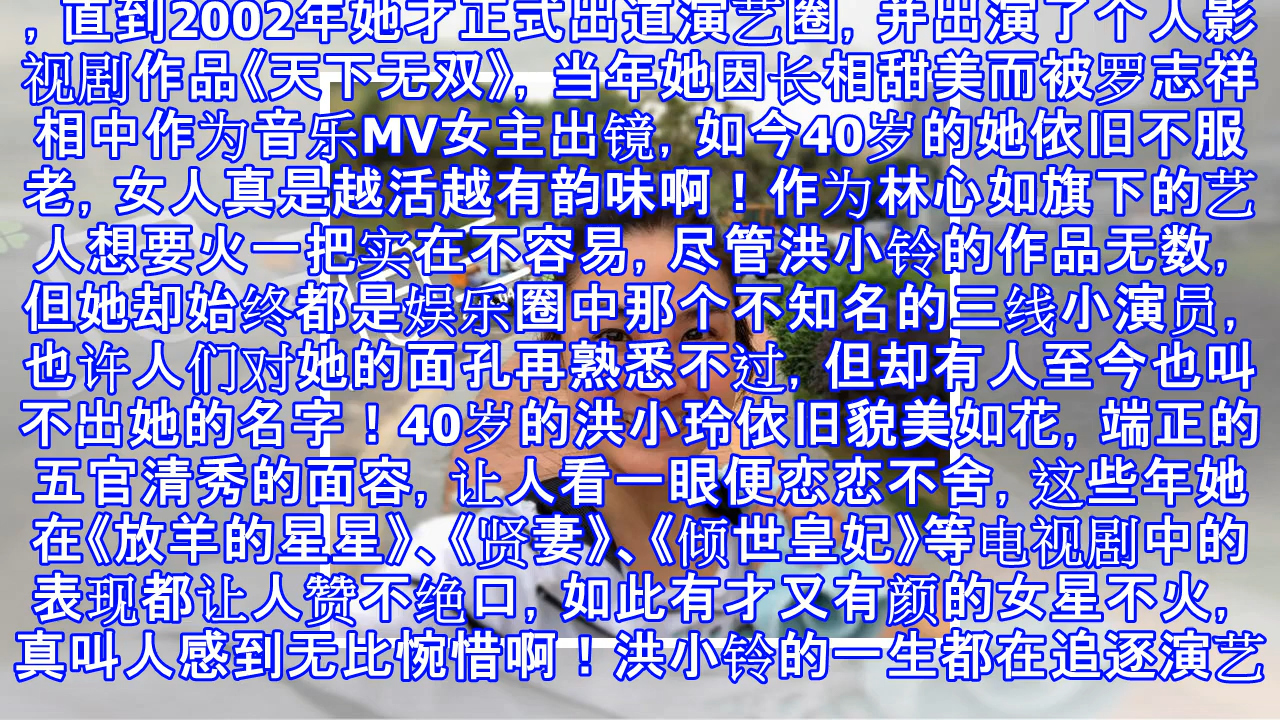 ，直到2002年她才正式出道演艺圈，并出演了个人影
视剧作品《天下无双》，当年她因长相甜美而被罗志祥
相中作为音乐MV女主出镜，如今40岁的她依旧不服
老，女人真是越活越有韵味啊！作为林心如旗下的艺
人想要火一把实在不容易，尽管洪小铃的作品无数，
但她却始终都是娱乐圈中那个不知名的三线小演员，
也许人们对她的面孔再熟悉不过，但却有人至今也叫
不出她的名字！40岁的洪小玲依旧貌美如花，端正的
五官清秀的面容，让人看一眼便恋恋不舍，这些年她
在《放羊的星星》、《贤妻》、《倾世皇妃》等电视剧中的
表现都让人赞不绝口，如此有才又有颜的女星不火，
真叫人感到无比惋惜啊！洪小铃的一生都在追逐演艺